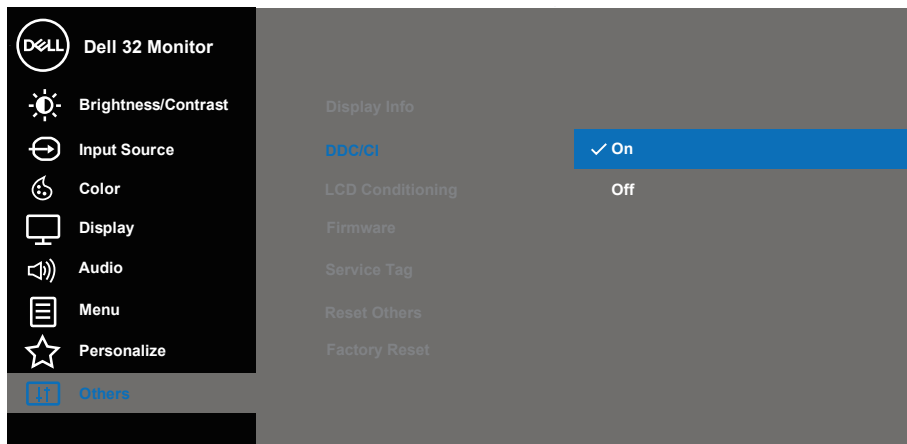 DELL
Dell 32 Monitor
Brightness/Contrast
Input Source
Color
Display
Audio
Menu
Personalize
Others
Display Info
DDC/CI
LCD Conditioning
Firmware
Service Tag
Reset Others
Factory Reset
On
Off